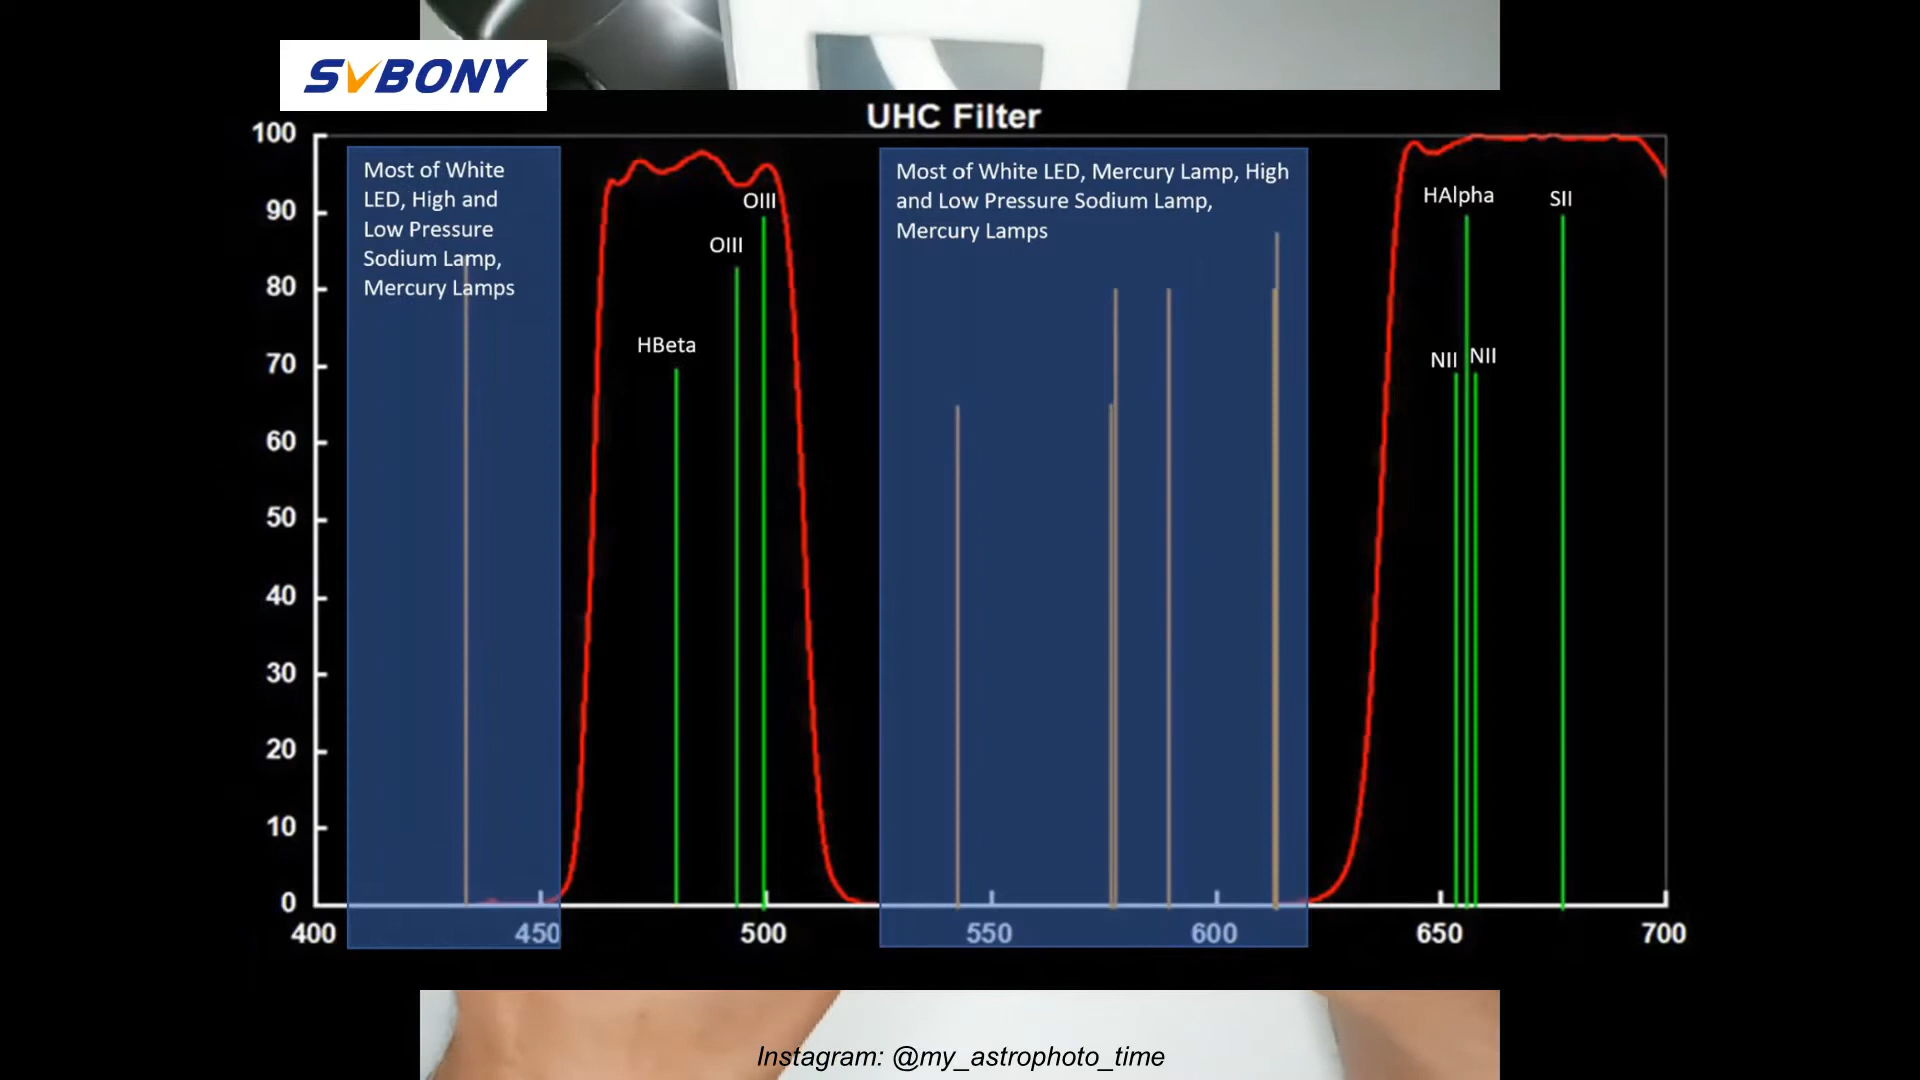 SVBONY
UHC Filter
100
90
80
70
60
50
40
30
20
10
0
Most of White
LED, High and
Low Pressure
Sodium Lamp,
Mercury Lamps
HBeta
OIII
OIII
Most of White LED, Mercury Lamp, High
and Low Pressure Sodium Lamp,
Mercury Lamps
HAlpha
SII
NII
NII
400 450 500 550 600 650 700
Instagram: @my_astrophoto_time